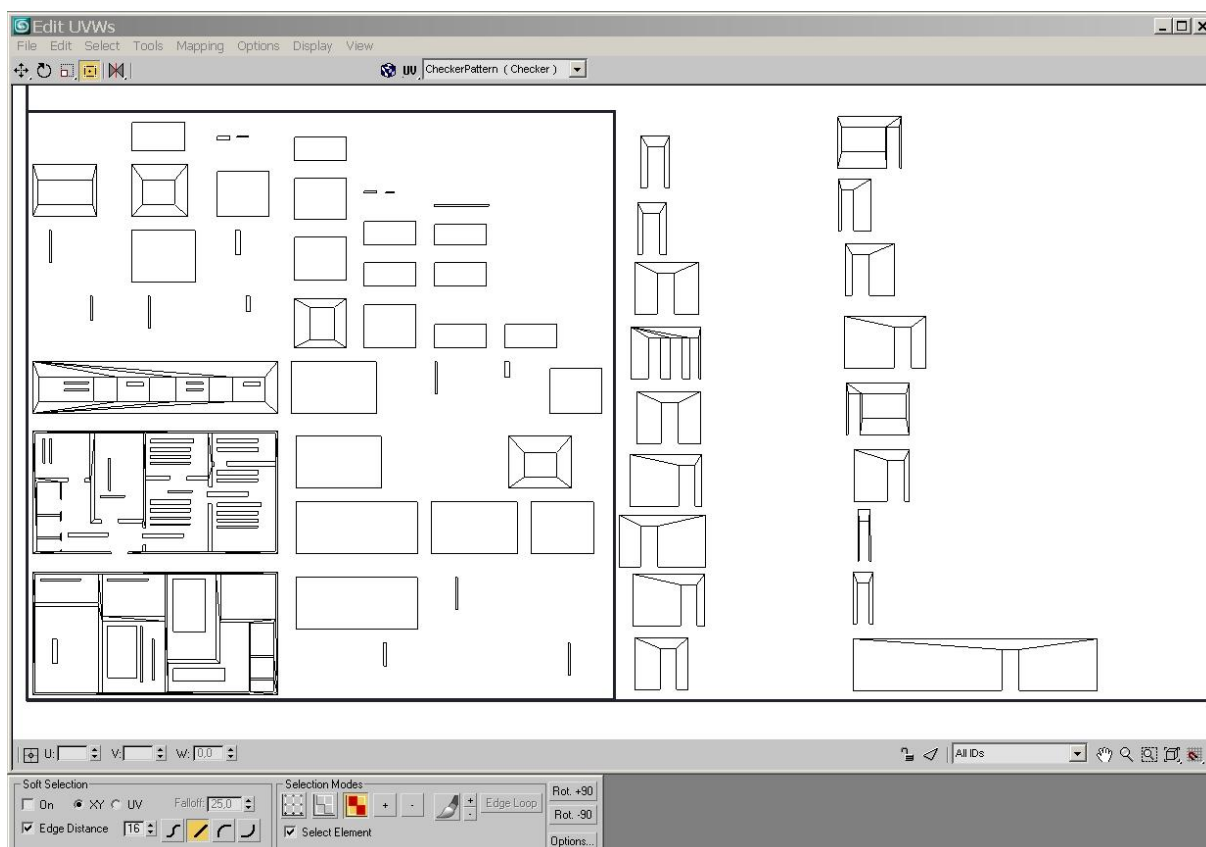 Edit UVWs
File Edit Select Tools Mapping Options Display View
UV CheckerPattern ( Checker )
U: V: W: 0,0 All IDs
Soft Selection Selection Modes Rot. +90
On XY UV Falloff: 25,0 + - + - Edge Loop Rot. -90
Edge Distance 16 Select Element Options...